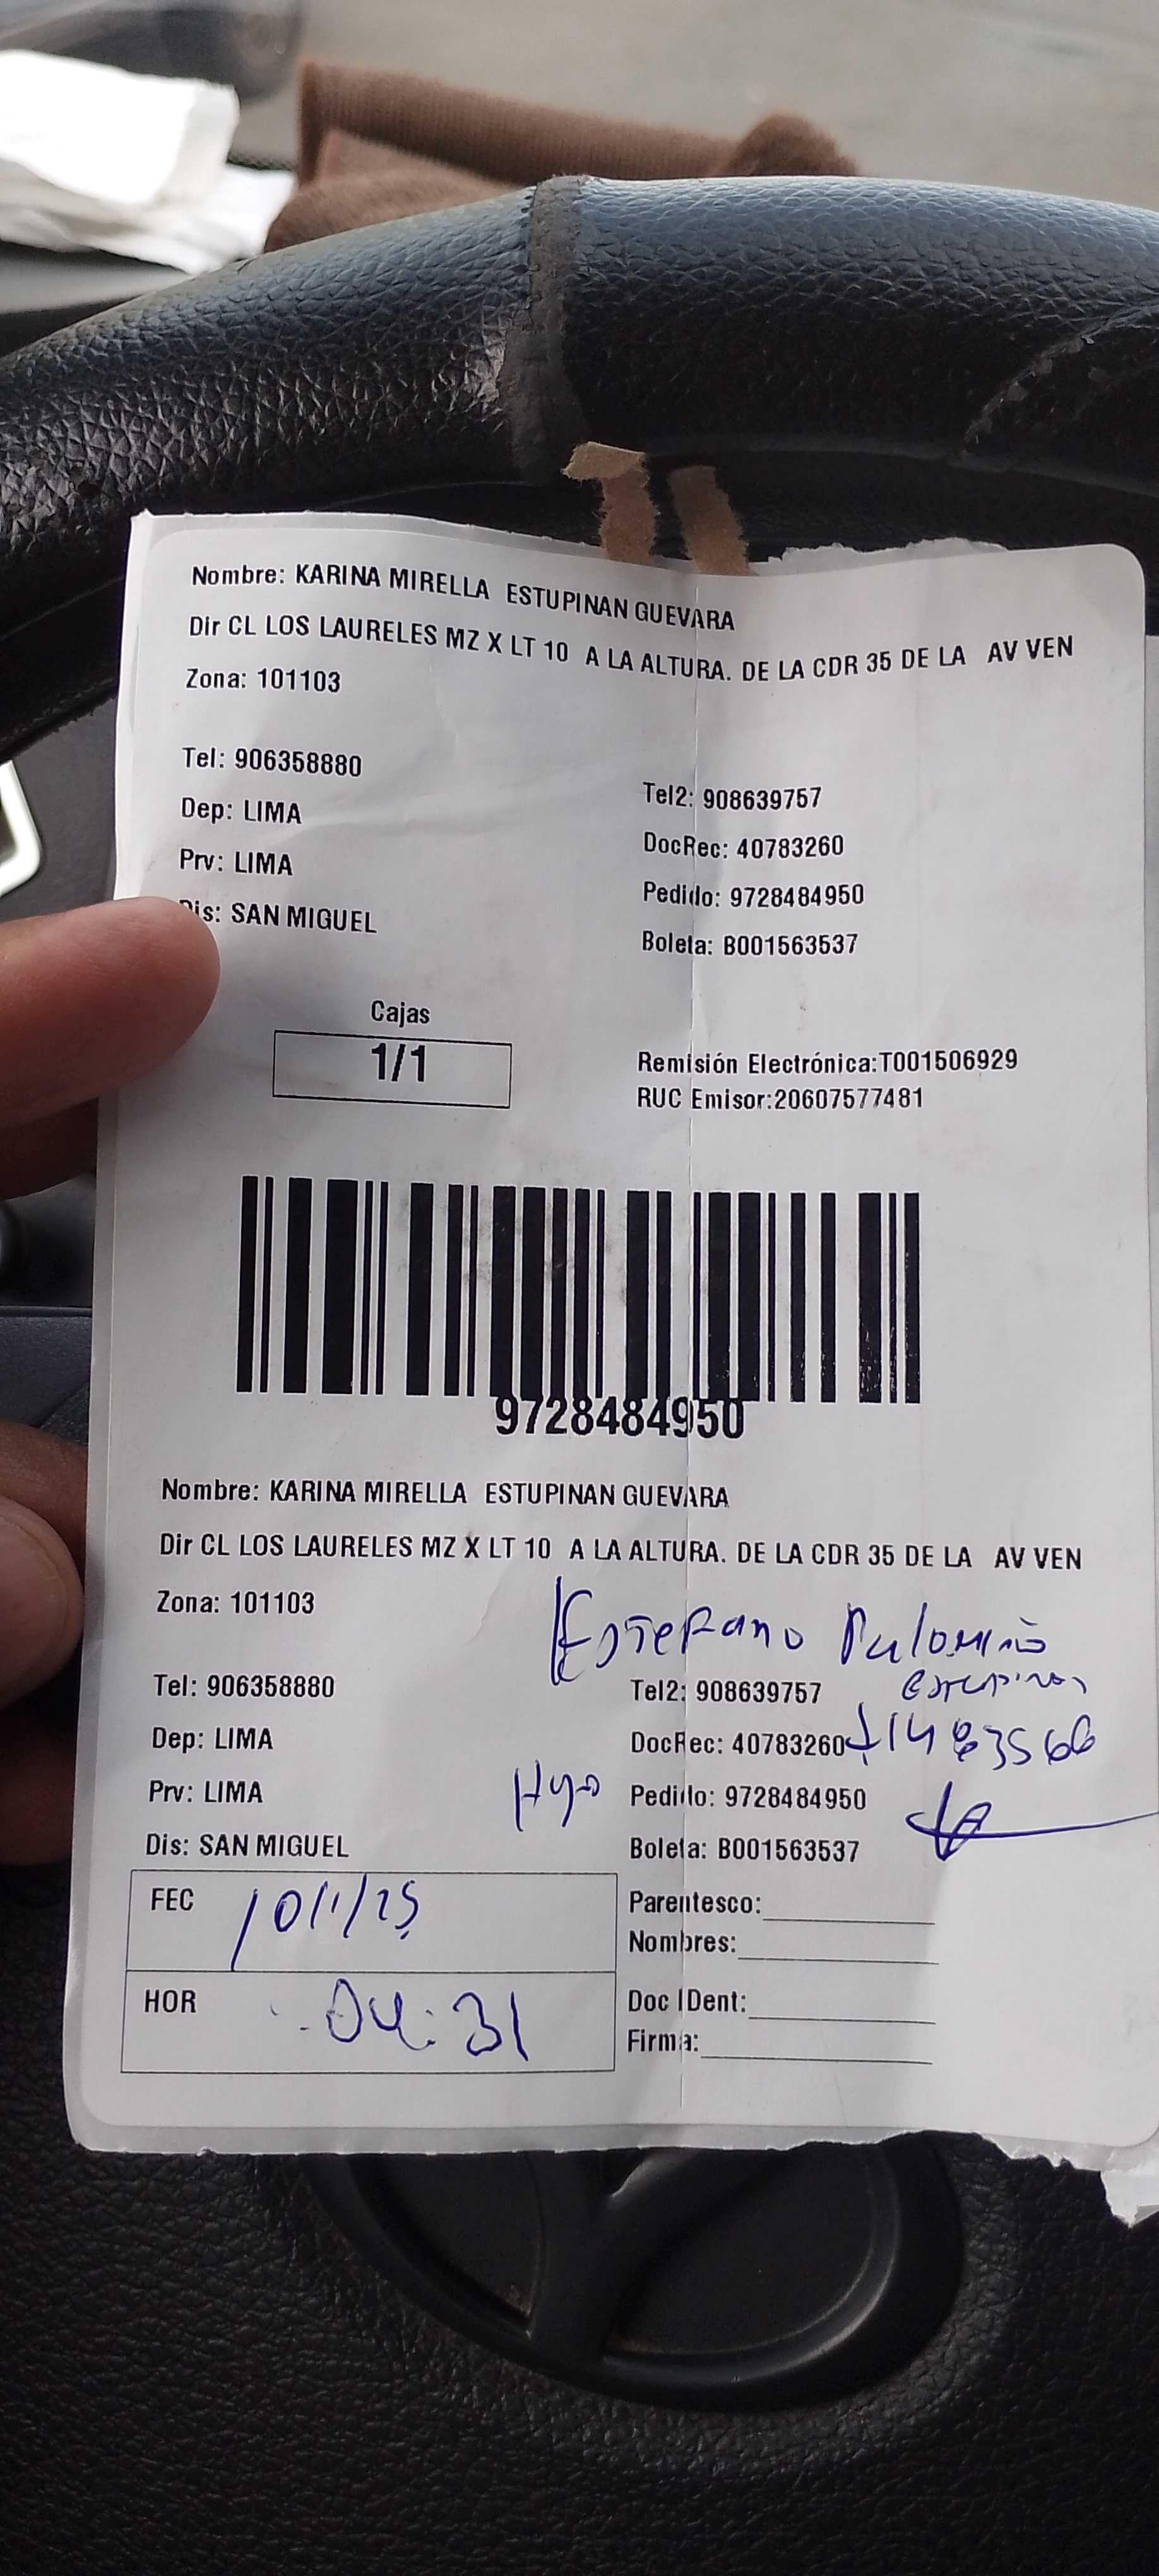 Nombre: KARINA MIRELLA ESTUPINAN GUEVARA
Dir CL LOS LAURELES MZ X LT 10 A LA ALTURA. DE LA CDR 35 DE LA AV VEN
Zona: 101103
Tel: 906358880
Tel2: 908639757
Dep: LIMA
DocRec: 40783260
Prv: LIMA
Pedido: 9728484950
Dis: SAN MIGUEL
Boleta: B001563537
Cajas
1/1
Remisión Electrónica:T001506929
RUC Emisor:20607577481
9728484950
Nombre: KARINA MIRELLA ESTUPINAN GUEVARA
Dir CL LOS LAURELES MZ X LT 10 A LA ALTURA. DE LA CDR 35 DE LA AV VEN
Zona: 101103
Estefano Palomino
Tel: 906358880
Tel2: 908639757
Dep: LIMA
DocRec: 40783260
Prv: LIMA
Hijo
Pedido: 9728484950
Dis: SAN MIGUEL
Boleta: B001563537
FEC 10/1/25
Parentesco:
Nombres:
HOR 04:31
Doc IDent:
Firma: